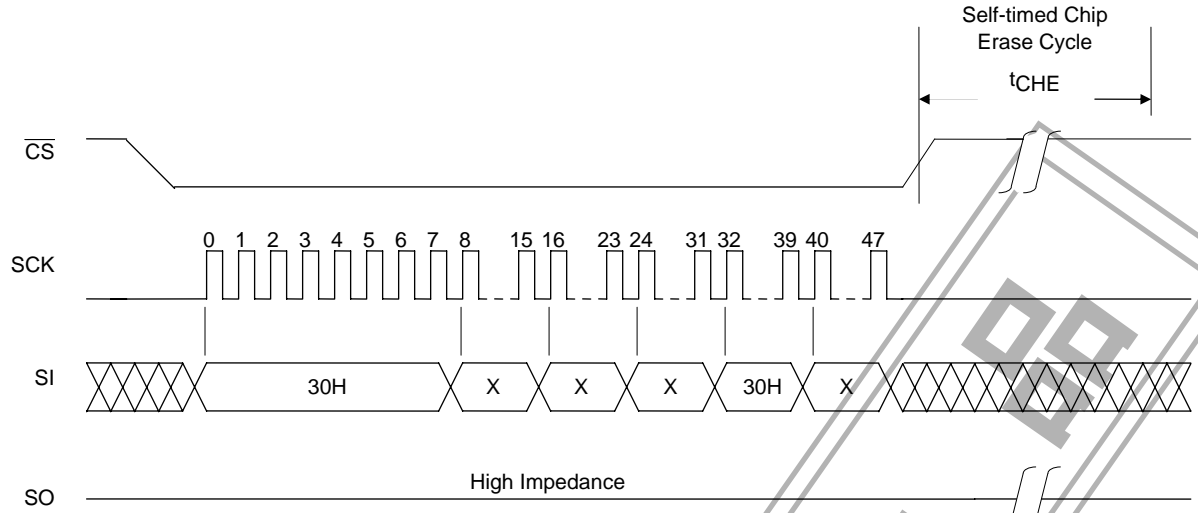 Self-timed Chip
Erase Cycle
tCHE
CS
SCK
0 1 2 3 4 5 6 7 8 15 16 23 24 31 32 39 40 47
SI
30H X X X 30H X
SO
High Impedance